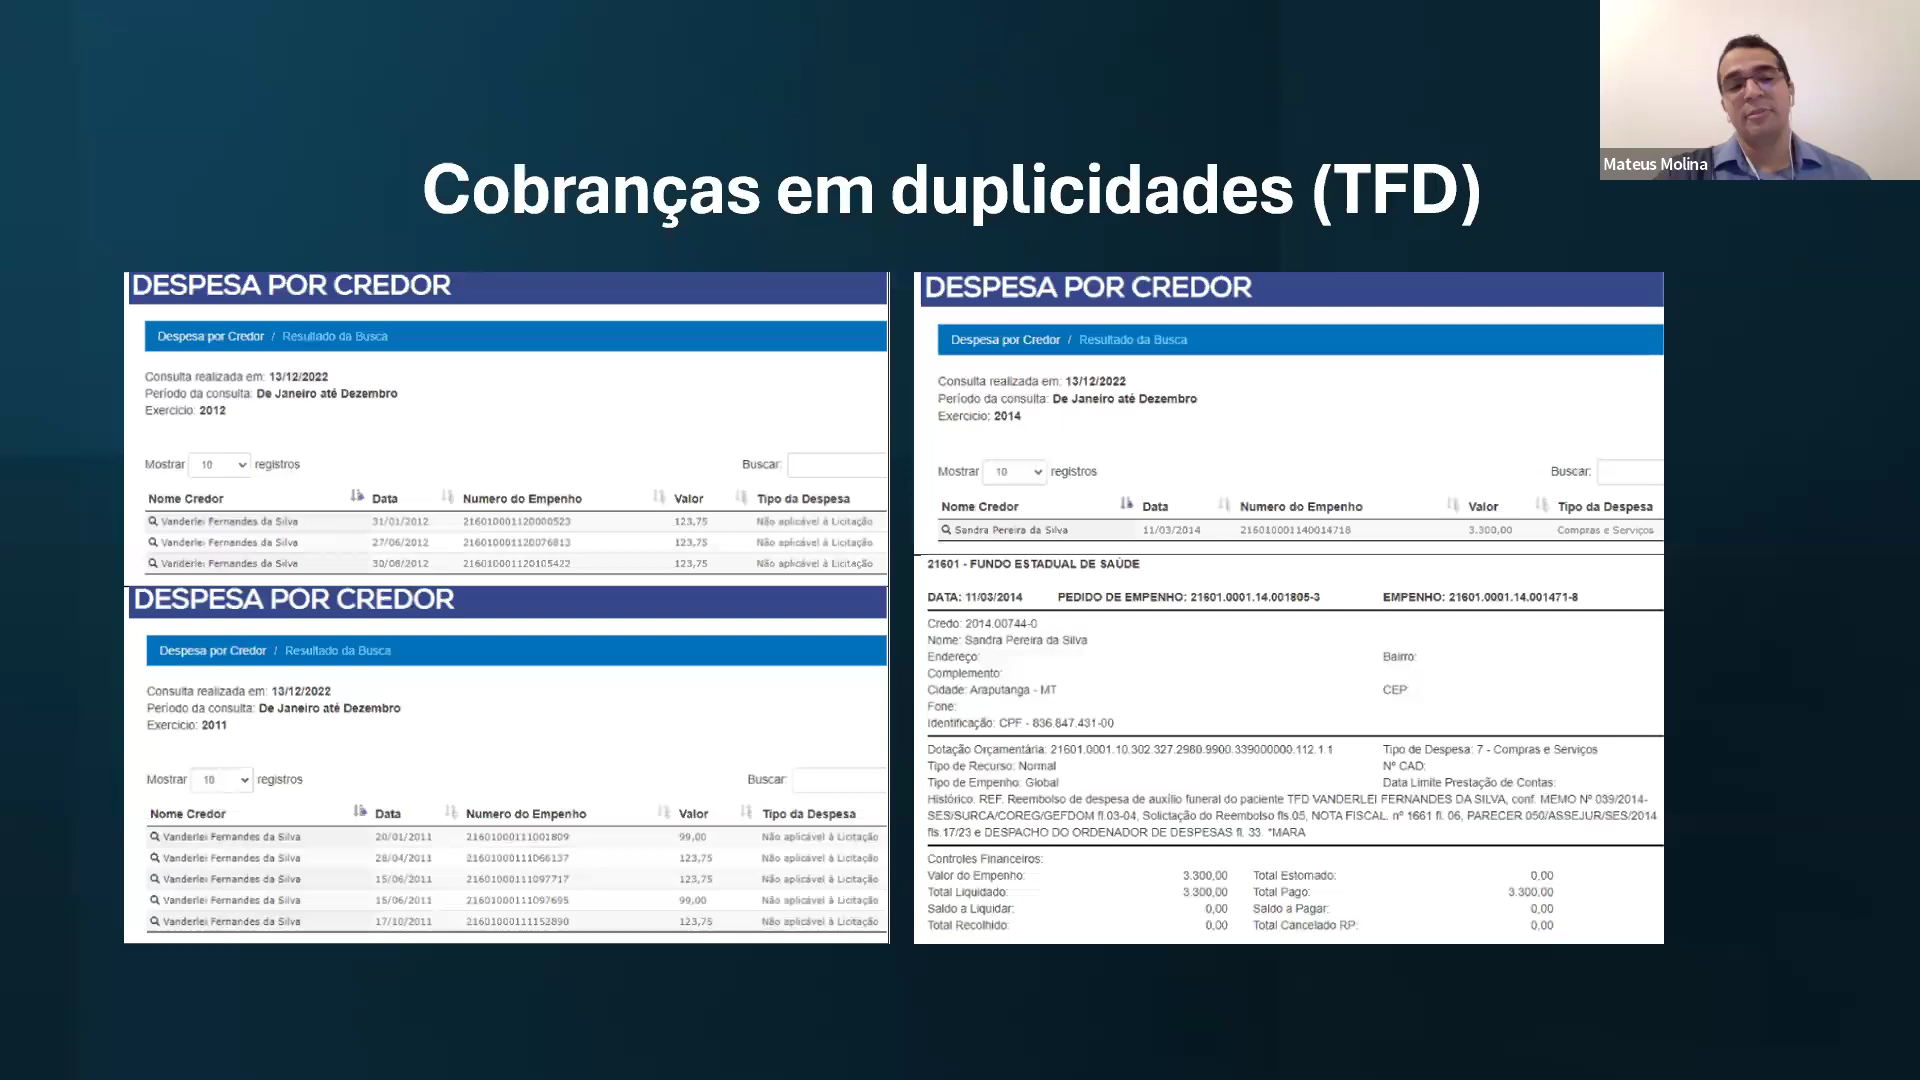 Mateus Molina
Cobranças em duplicidades (TFD)
DESPESA POR CREDOR
Despesa por Credor / Resultado da Busca
Consulta realizada em: 13/12/2022
Período da consulta: De Janeiro até Dezembro
Exercicio: 2012
Mostrar 10 registros Buscar:
Nome Credor Data Numero do Empenho Valor Tipo da Despesa
Vanderlei Fernandes da Silva 31/01/2012 216010001120000523 123,75 Não aplicável à Licitação
Vanderlei Fernandes da Silva 27/06/2012 216010001120076813 123,75 Não aplicável à Licitação
Vanderlei Fernandes da Silva 30/08/2012 216010001120105422 123,75 Não aplicável à Licitação
DESPESA POR CREDOR
Despesa por Credor / Resultado da Busca
Consulta realizada em: 13/12/2022
Período da consulta: De Janeiro até Dezembro
Exercicio: 2011
Mostrar 10 registros Buscar:
Nome Credor Data Numero do Empenho Valor Tipo da Despesa
Vanderlei Fernandes da Silva 20/01/2011 21601000111001809 99,00 Não aplicável à Licitação
Vanderlei Fernandes da Silva 28/04/2011 21601000111066137 123,75 Não aplicável à Licitação
Vanderlei Fernandes da Silva 15/06/2011 21601000111097717 123,75 Não aplicável à Licitação
Vanderlei Fernandes da Silva 15/06/2011 21601000111097695 99,00 Não aplicável à Licitação
Vanderlei Fernandes da Silva 17/10/2011 21601000111152890 123,75 Não aplicável à Licitação
DESPESA POR CREDOR
Despesa por Credor / Resultado da Busca
Consulta realizada em: 13/12/2022
Período da consulta: De Janeiro até Dezembro
Exercicio: 2014
Mostrar 10 registros Buscar:
Nome Credor Data Numero do Empenho Valor Tipo da Despesa
Sandra Pereira da Silva 11/03/2014 216010001140014718 3.300,00 Compras e Serviços
21601 - FUNDO ESTADUAL DE SAÚDE
DATA: 11/03/2014 PEDIDO DE EMPENHO: 21601.0001.14.001805-3 EMPENHO: 21601.0001.14.001471-8
Credo: 2014.00744-0
Nome: Sandra Pereira da Silva
Endereço: Bairro:
Complemento:
Cidade: Araputanga - MT CEP:
Fone:
Identificação: CPF - 836.847.431-00
Dotação Orçamentária: 21601.0001.10.302.327.2980.9900.339000000.112.1.1 Tipo de Despesa: 7 - Compras e Serviços
Tipo de Recurso: Normal Nº CAD:
Tipo de Empenho: Global Data Limite Prestação de Contas:
Histórico: REF. Reembolso de despesa de auxílio funeral do paciente TFD VANDERLEI FERNANDES DA SILVA, conf. MEMO Nº 039/2014-
SES/SURCA/COREG/GEFDOM fl.03-04, Solicitação do Reembolso fls.05, NOTA FISCAL. nº 1661 fl. 06, PARECER 050/ASSEJUR/SES/2014
fls.17/23 e DESPACHO DO ORDENADOR DE DESPESAS fl. 33. *MARA
Controles Financeiros:
Valor do Empenho: 3.300,00 Total Estornado: 0,00
Total Liquidado: 3.300,00 Total Pago: 3.300,00
Saldo a Liquidar: 0,00 Saldo a Pagar: 0,00
Total Recolhido: 0,00 Total Cancelado RP: 0,00